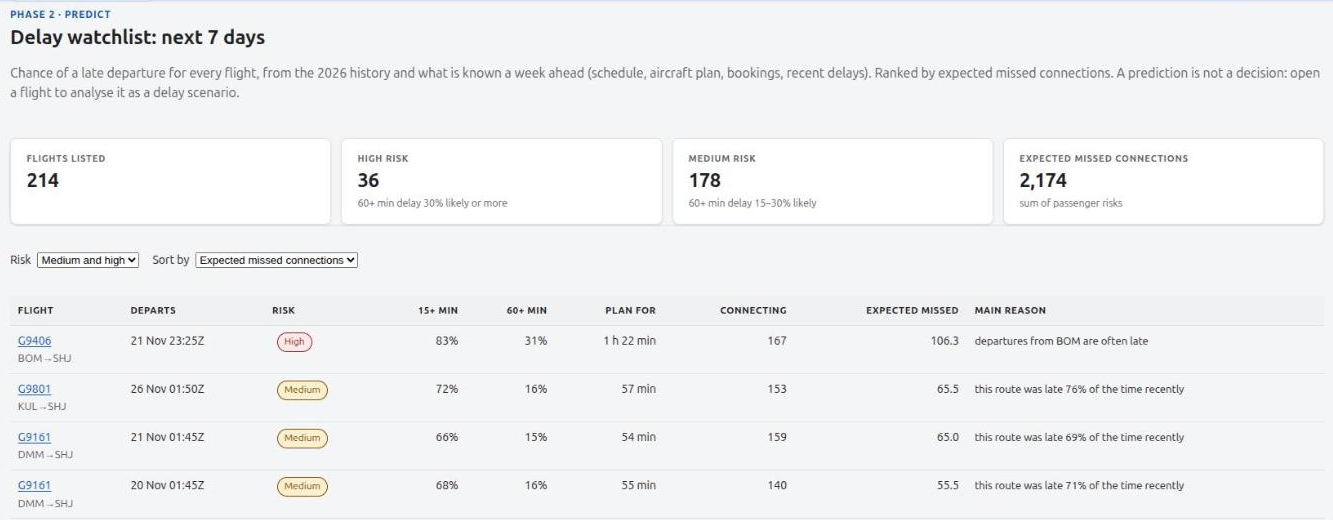 PHASE 2 · PREDICT
Delay watchlist: next 7 days
Chance of a late departure for every flight, from the 2026 history and what is known a week ahead (schedule, aircraft plan, bookings, recent delays). Ranked by expected missed connections. A prediction is not a decision: open
a flight to analyse it as a delay scenario.
FLIGHTS LISTED
214
HIGH RISK
36
60+ min delay 30% likely or more
MEDIUM RISK
178
60+ min delay 15–30% likely
EXPECTED MISSED CONNECTIONS
2,174
sum of passenger risks
Risk Medium and high Sort by Expected missed connections
FLIGHT DEPARTS RISK 15+ MIN 60+ MIN PLAN FOR CONNECTING EXPECTED MISSED MAIN REASON
G9406 21 Nov 23:25Z High 83% 31% 1 h 22 min 167 106.3 departures from BOM are often late
BOM→SHJ
G9801 26 Nov 01:50Z Medium 72% 16% 57 min 153 65.5 this route was late 76% of the time recently
KUL→SHJ
G9161 21 Nov 01:45Z Medium 66% 15% 54 min 159 65.0 this route was late 69% of the time recently
DMM→SHJ
G9161 20 Nov 01:45Z Medium 68% 16% 55 min 140 55.5 this route was late 71% of the time recently
DMM→SHJ